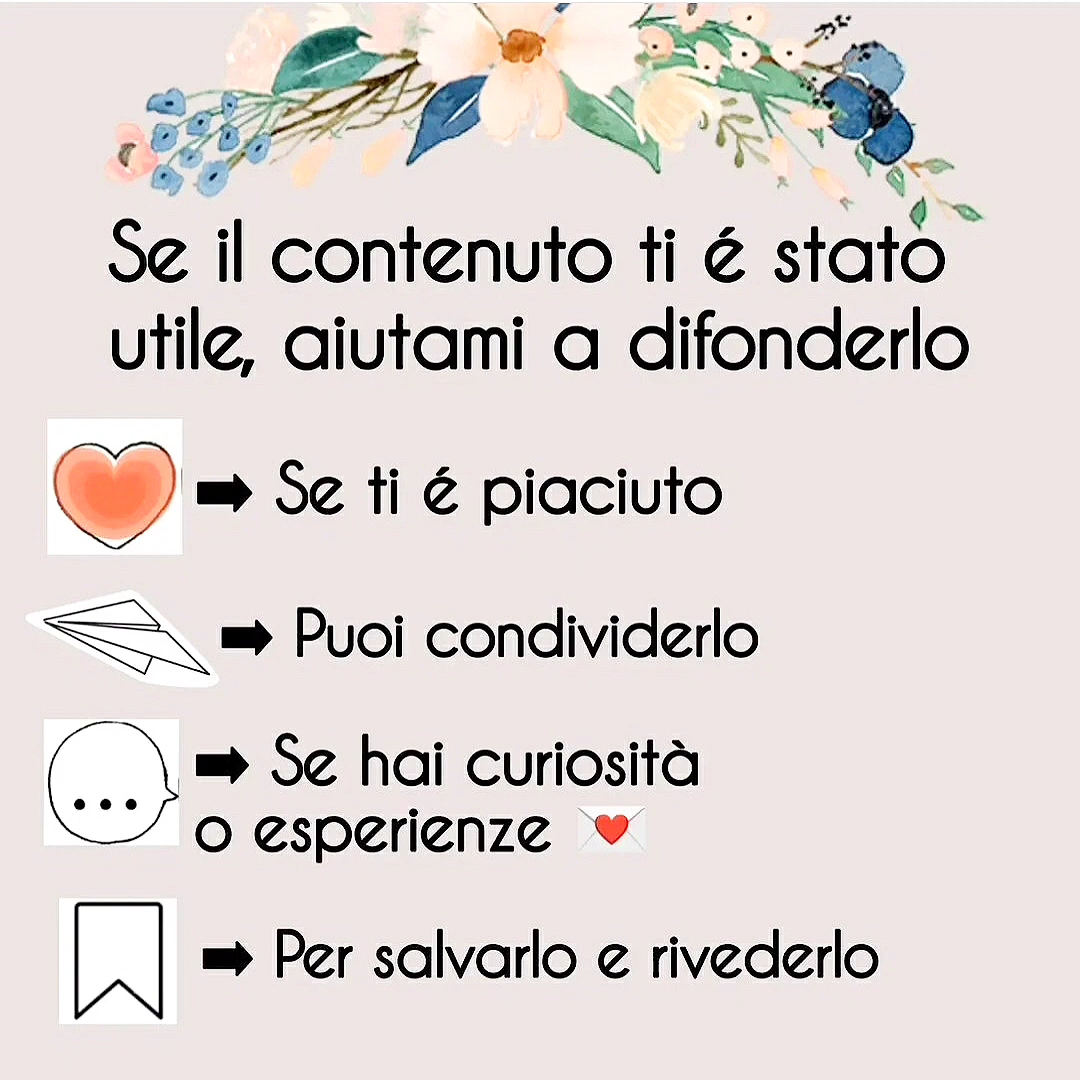 Se il contenuto ti é stato
utile, aiutami a difonderlo
➡ Se ti é piaciuto
➡ Puoi condividerlo
➡ Se hai curiosità
o esperienze 💌
➡ Per salvarlo e rivederlo